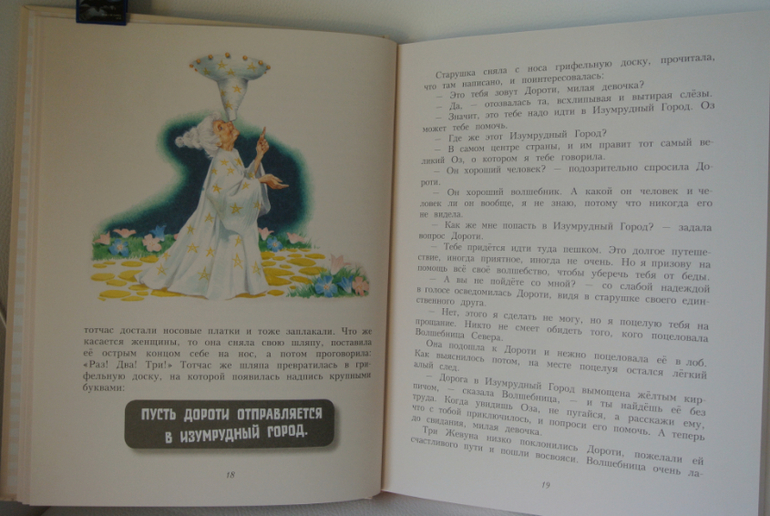 тотчас достали носовые платки и тоже заплакали. Что же
касается женщины, то она сняла свою шляпу, поставила
её острым концом себе на нос, а потом проговорила:
«Раз! Два! Три!» Тотчас же шляпа превратилась в гри-
фельную доску, на которой появилась надпись крупными
буквами:
ПУСТЬ ДОРОТИ ОТПРАВЛЯЕТСЯ
В ИЗУМРУДНЫЙ ГОРОД.
18
Старушка сняла с носа грифельную доску, прочитала,
что там написано, и поинтересовалась:
— Это тебя зовут Дороти, милая девочка?
— Да, — отозвалась та, всхлипывая и вытирая слёзы.
— Значит, это тебе надо идти в Изумрудный Город. Оз
может тебе помочь.
— Где же этот Изумрудный Город?
— В самом центре страны, и им правит тот самый ве-
ликий Оз, о котором я тебе говорила.
— Он хороший человек? — подозрительно спросила До-
роти.
— Он хороший волшебник. А какой он человек и че-
ловек ли он вообще, я не знаю, потому что никогда его
не видела.
— Как же мне попасть в Изумрудный Город? — задала
вопрос Дороти.
— Тебе придётся идти туда пешком. Это долгое путеше-
ствие, иногда приятное, иногда не очень. Но я призову на
помощь всё своё волшебство, чтобы уберечь тебя от беды.
— А вы не пойдёте со мной? — со слабой надеждой
в голосе осведомилась Дороти, видя в старушке своего един-
ственного друга.
— Нет, этого я сделать не могу, но я поцелую тебя на
прощание. Никто не смеет обидеть того, кого поцеловала
Волшебница Севера.
Она подошла к Дороти и нежно поцеловала её в лоб.
Как выяснилось потом, на месте поцелуя остался лёгкий
алый след.
— Дорога в Изумрудный Город вымощена жёлтым кир-
пичом, — сказала Волшебница, — и ты найдёшь её без
труда. Когда увидишь Оза, не пугайся, а расскажи ему,
что с тобой приключилось, и попроси его помочь. А теперь
до свидания, милая девочка.
Три Жевуна низко поклонились Дороти, пожелали ей
счастливого пути и пошли восвояси. Волшебница очень ла-
19